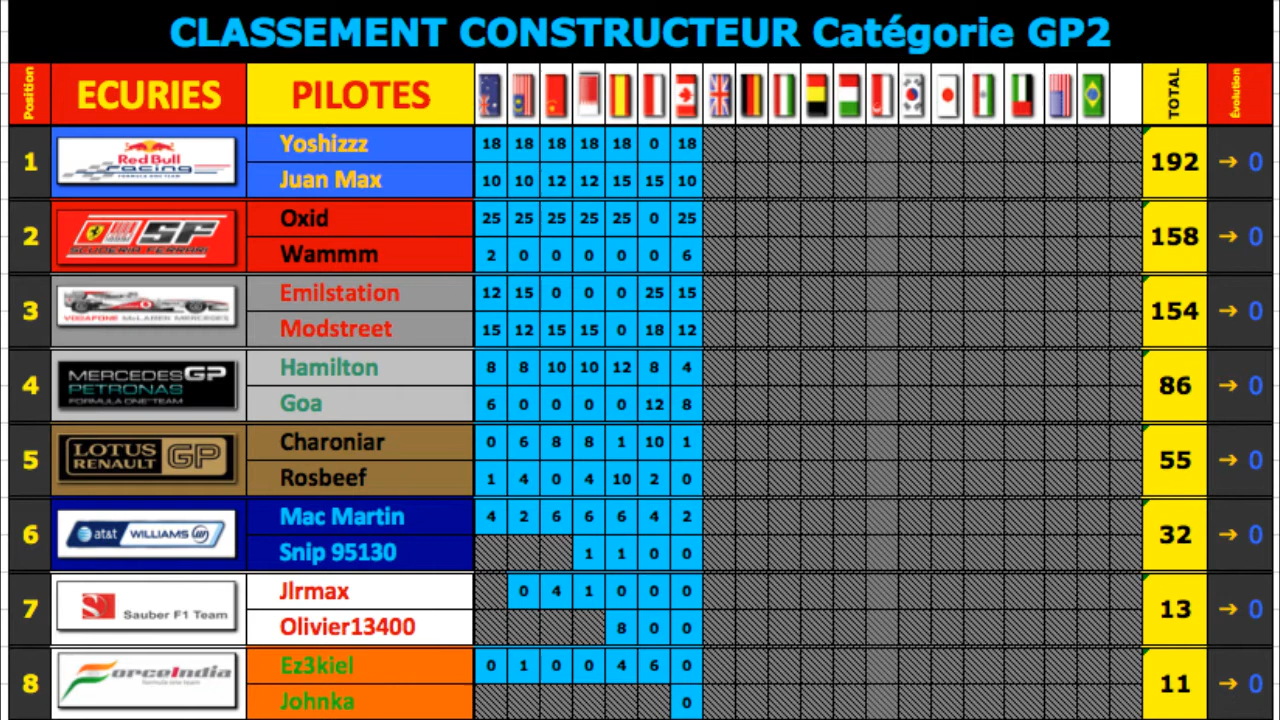 CLASSEMENT CONSTRUCTEUR Catégorie GP2
Position ECURIES PILOTES TOTAL Évolution
1 Red Bull racing FORMULA ONE TEAM 192 → 0
Yoshizzz 18 18 18 18 18 0 18
Juan Max 10 10 12 12 15 15 10
2 SF SCUDERIA FERRARI 158 → 0
Oxid 25 25 25 25 25 0 25
Wammm 2 0 0 0 0 0 6
3 VODAFONE McLAREN MERCEDES 154 → 0
Emilstation 12 15 0 0 0 25 15
Modstreet 15 12 15 15 0 18 12
4 MERCEDES GP PETRONAS FORMULA ONE TEAM 86 → 0
Hamilton 8 8 10 10 12 8 4
Goa 6 0 0 0 0 12 8
5 LOTUS RENAULT GP 55 → 0
Charoniar 0 6 8 8 1 10 1
Rosbeef 1 4 0 4 10 2 0
6 at&t WILLIAMS 32 → 0
Mac Martin 4 2 6 6 6 4 2
Snip 95130 1 1 0 0
7 Sauber F1 Team 13 → 0
Jlrmax 0 4 1 0 0 0
Olivier13400 8 0 0
8 Force India formula one team 11 → 0
Ez3kiel 0 1 0 0 4 6 0
Johnka 0